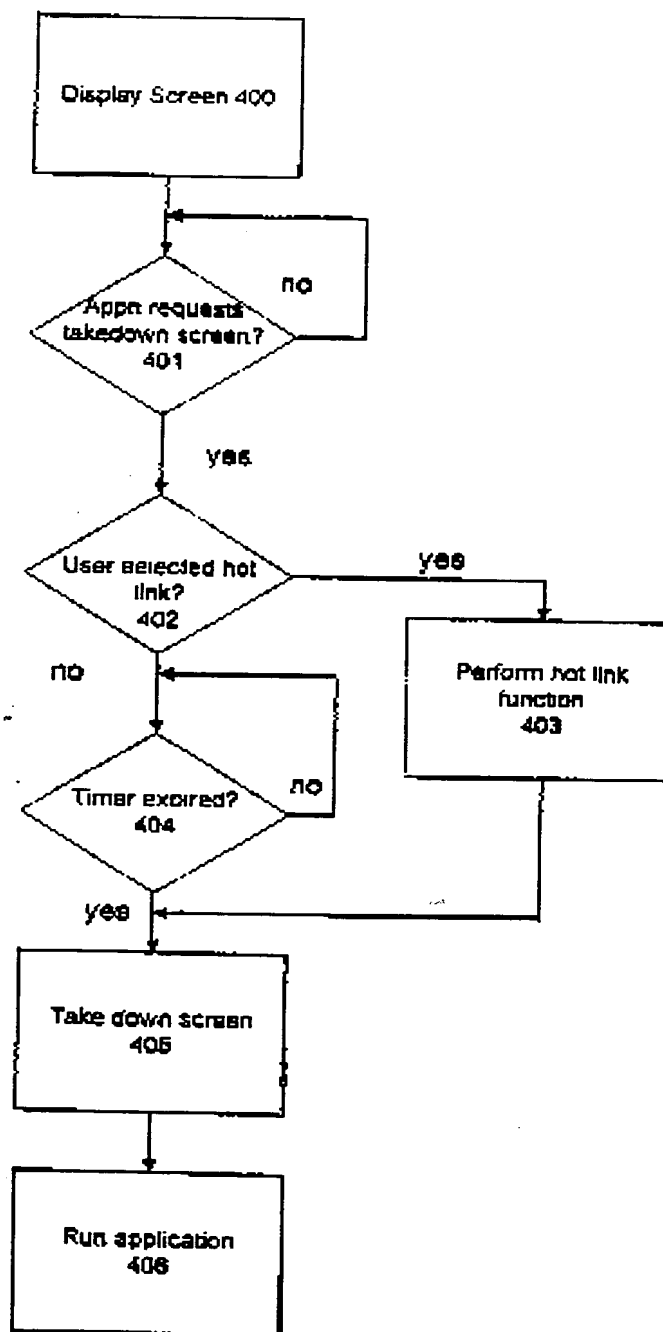 Display Screen 400
no
Appn requests
takedown screen?
401
yes
User selected hot
link?
402
yes
no
Perform hot link
function
403
Timer expired?
404
no
yes
Take down screen
405
Run application
406